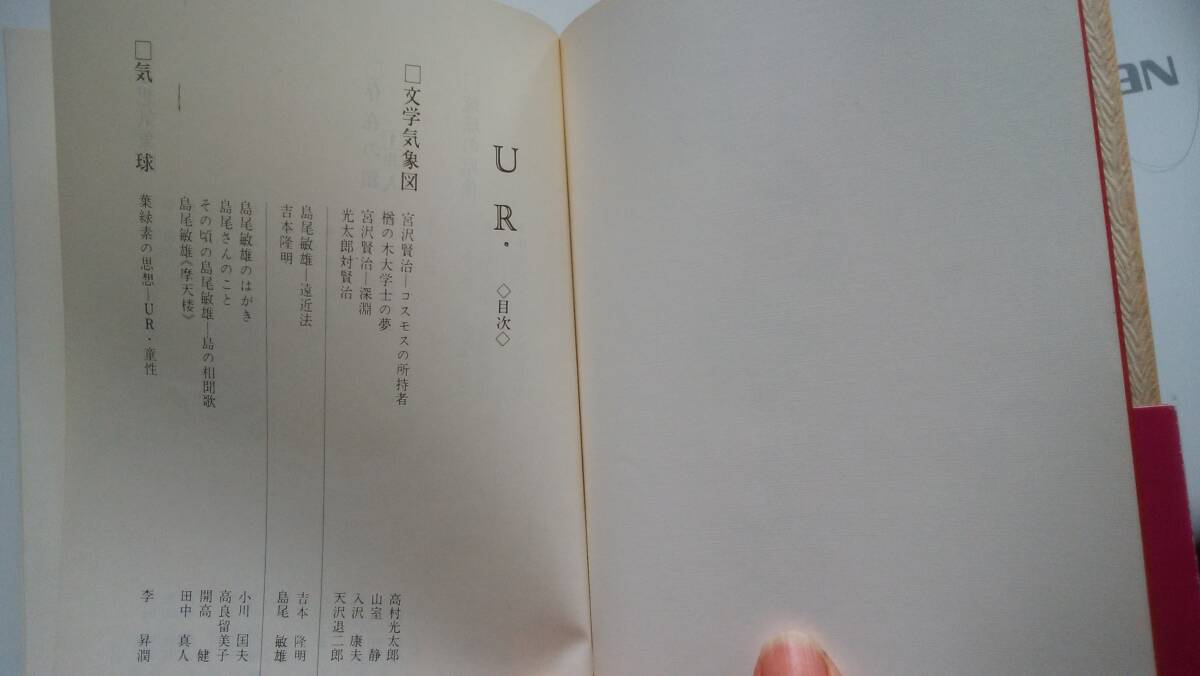 UR・ ◇目次◇
□文学気象図
宮沢賢治―コスモスの所持者 高村光太郎
楢の木大学士の夢 山室 静
宮沢賢治―深淵 入沢 康夫
光太郎対賢治 天沢退二郎
島尾敏雄―遠近法 吉本 隆明
吉本隆明 島尾 敏雄
島尾敏雄のはがき 小川 国夫
島尾さんのこと 高良留美子
その頃の島尾敏雄―島の相聞歌 開高 健
島尾敏雄《摩天楼》 田中 真人
□気 球
葉緑素の思想―UR・童性 李 昇潤